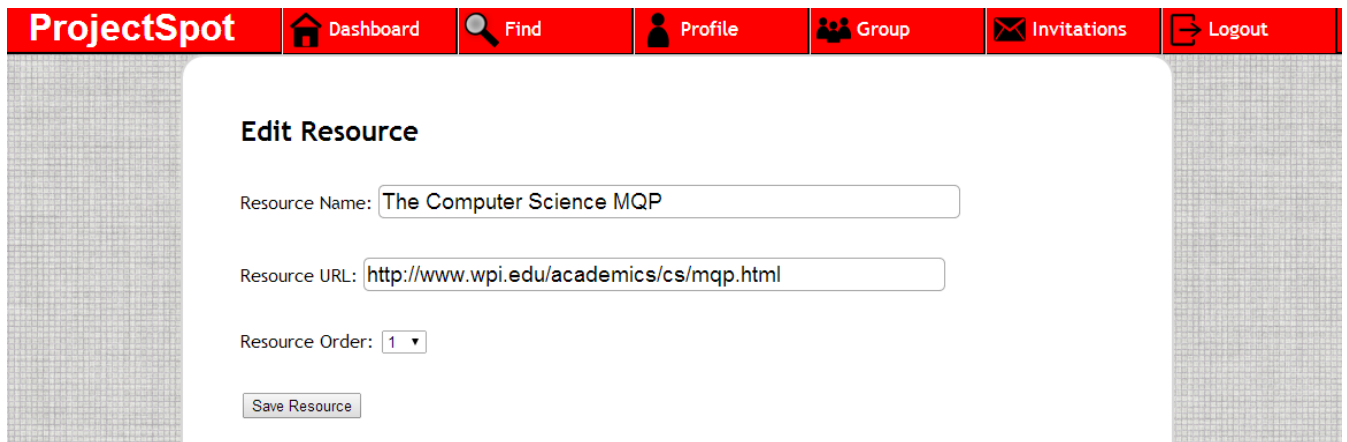 ProjectSpot Dashboard Find Profile Group Invitations Logout
Edit Resource
Resource Name: The Computer Science MQP
Resource URL: http://www.wpi.edu/academics/cs/mqp.html
Resource Order: 1
Save Resource